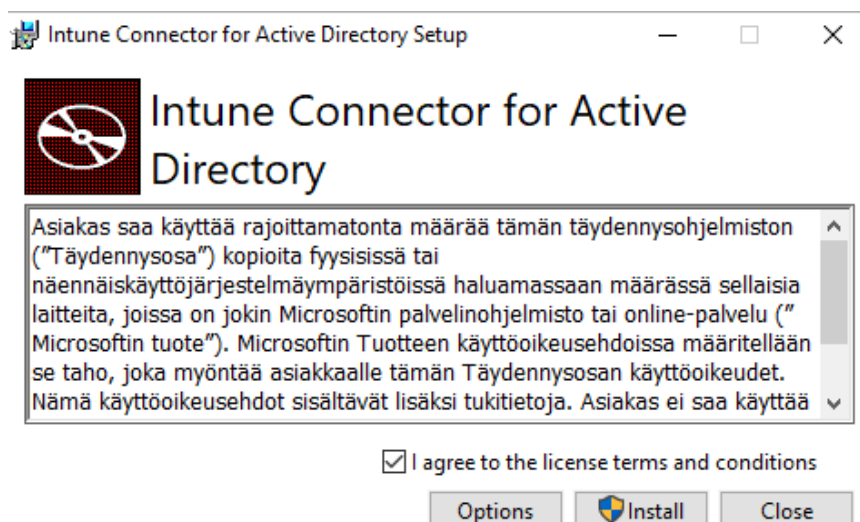 Intune Connector for Active Directory Setup
Intune Connector for Active
Directory
Asiakas saa käyttää rajoittamatonta määrää tämän täydennysohjelmiston
(”Täydennysosa”) kopioita fyysisissä tai
näennäiskäyttöjärjestelmäympäristöissä haluamassaan määrässä sellaisia
laitteita, joissa on jokin Microsoftin palvelinohjelmisto tai online-palvelu (”
Microsoftin tuote”). Microsoftin Tuotteen käyttöoikeusehdoissa määritellään
se taho, joka myöntää asiakkaalle tämän Täydennysosan käyttöoikeudet.
Nämä käyttöoikeusehdot sisältävät lisäksi tukitietoja. Asiakas ei saa käyttää
I agree to the license terms and conditions
Options Install Close